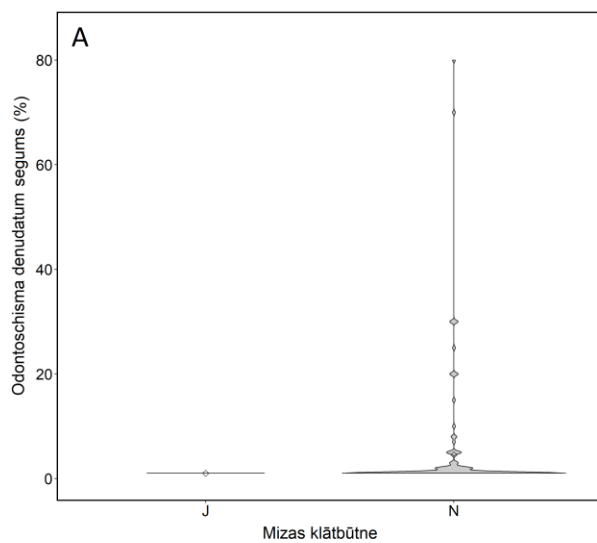 A
Odontoschisma denudatum segums (%)
80
60
40
20
0
J
N
Mizas klātbūtne